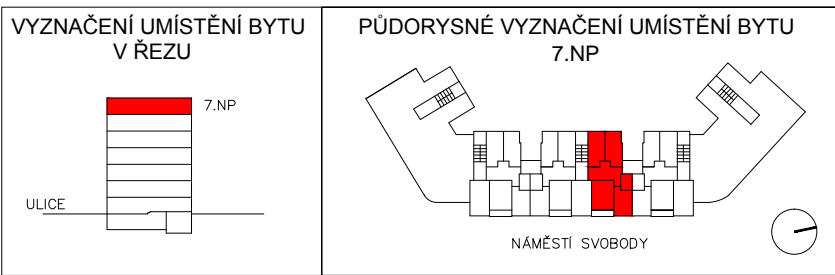 VYZNAČENÍ UMÍSTĚNÍ BYTU
V ŘEZU
7.NP
ULICE
PŮDORYSNÉ VYZNAČENÍ UMÍSTĚNÍ BYTU
7.NP
NÁMĚSTÍ SVOBODY